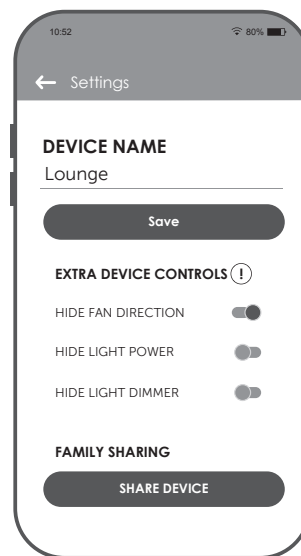 10:52 80%
Settings
DEVICE NAME
Lounge
Save
EXTRA DEVICE CONTROLS !
HIDE FAN DIRECTION
HIDE LIGHT POWER
HIDE LIGHT DIMMER
FAMILY SHARING
SHARE DEVICE